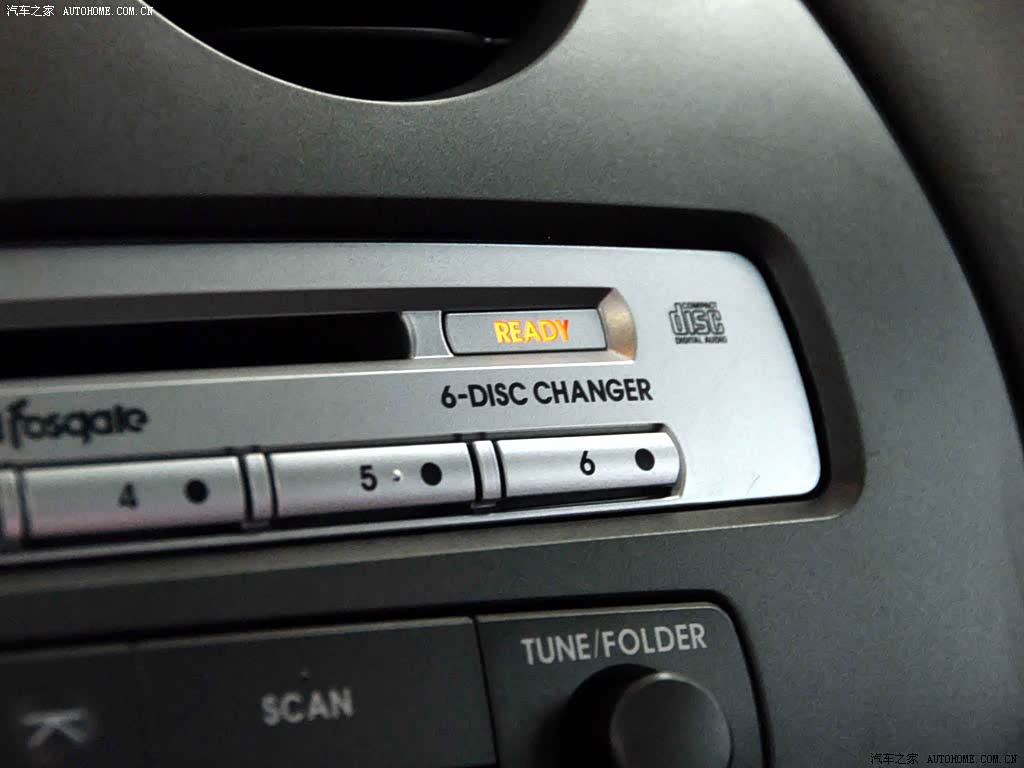 汽车之家 AUTOHOME.COM.CN
READY
COMPACT
disc
DIGITAL AUDIO
6-DISC CHANGER
fosgate
4
5
6
TUNE/FOLDER
SCAN
汽车之家 AUTOHOME.COM.CN